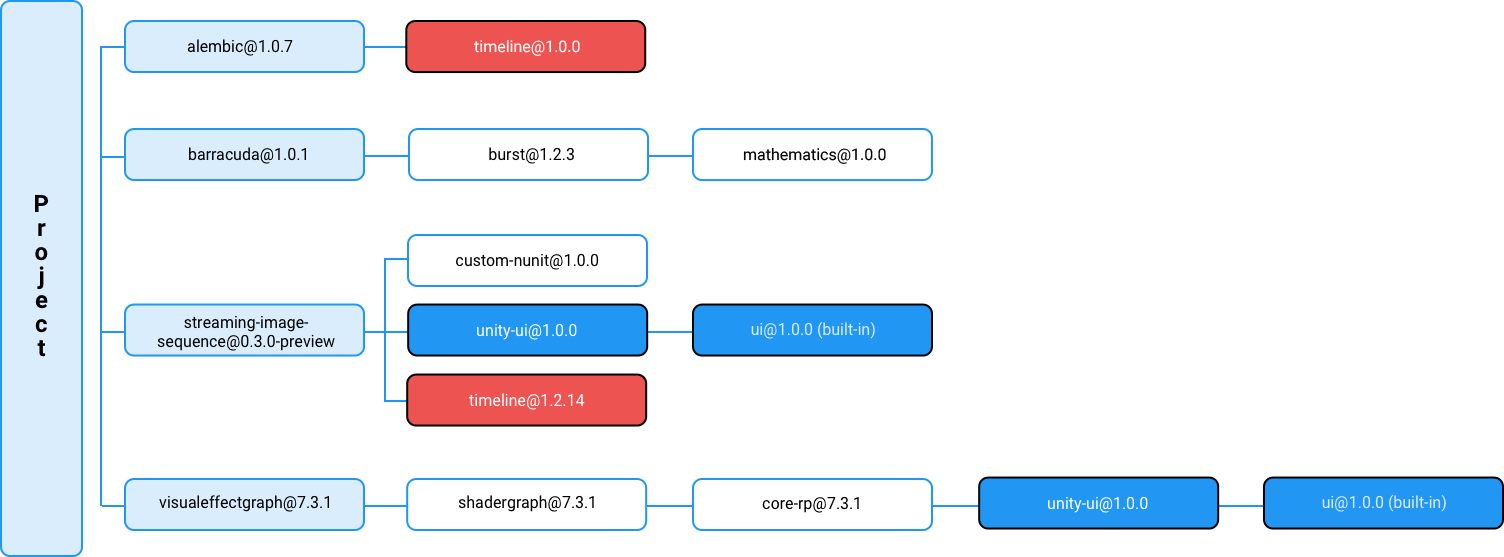 Project
alembic@1.0.7
timeline@1.0.0
barracuda@1.0.1
burst@1.2.3
mathematics@1.0.0
custom-nunit@1.0.0
streaming-image-
sequence@0.3.0-preview
unity-ui@1.0.0
ui@1.0.0 (built-in)
timeline@1.2.14
visualeffectgraph@7.3.1
shadergraph@7.3.1
core-rp@7.3.1
unity-ui@1.0.0
ui@1.0.0 (built-in)